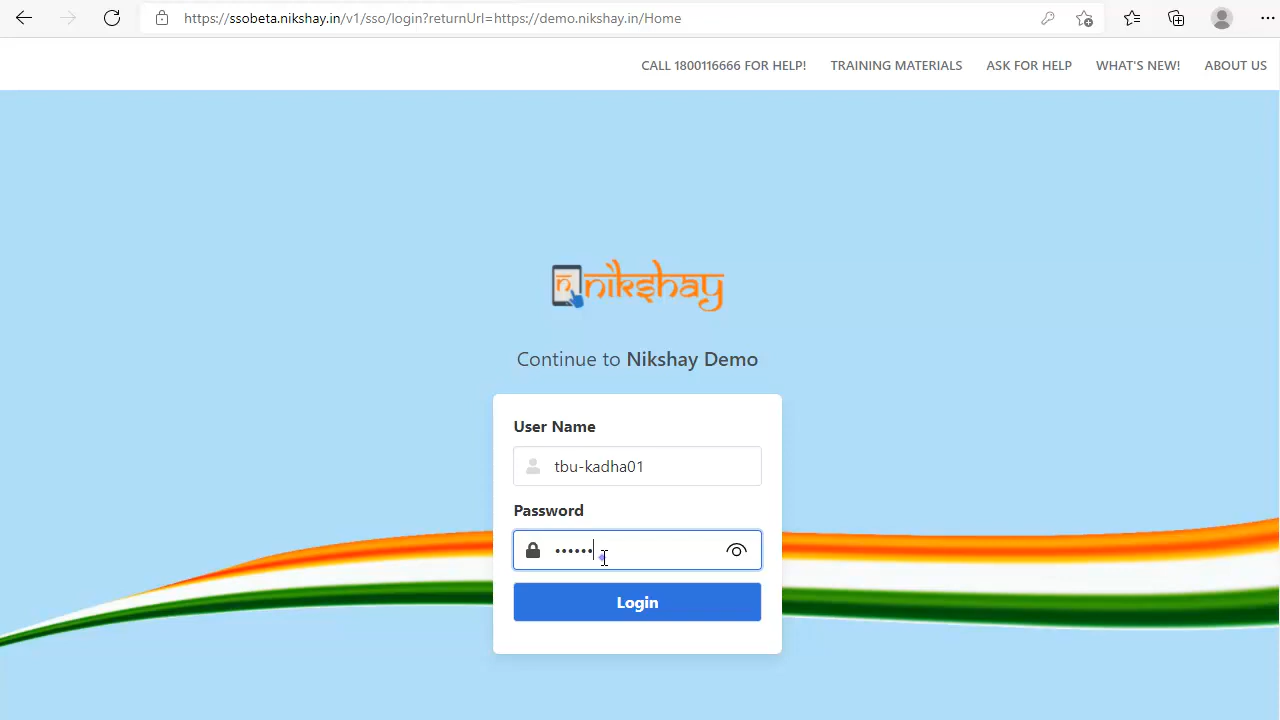 https://ssobeta.nikshay.in/v1/sso/login?returnUrl=https://demo.nikshay.in/Home
CALL 1800116666 FOR HELP! TRAINING MATERIALS ASK FOR HELP WHAT'S NEW! ABOUT US
n nikshay
Continue to Nikshay Demo
User Name
tbu-kadha01
Password
••••••
Login